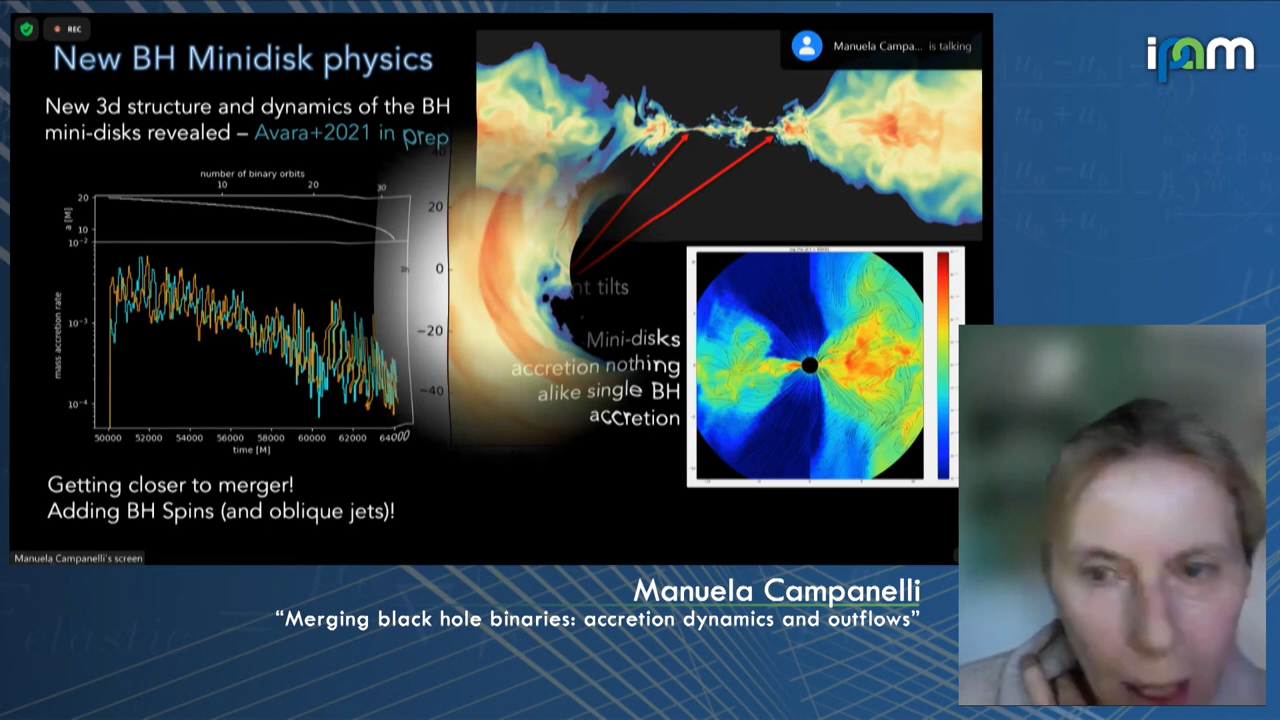 REC
New BH Minidisk physics
New 3d structure and dynamics of the BH
mini-disks revealed – Avara+2021 in prep
number of binary orbits
10
20
30
20
10
a [M]
10⁻²
10⁻³
10⁻⁴
mass accretion rate
50000
52000
54000
56000
58000
60000
62000
64000
time [M]
40
20
0
−20
−40
tilts
Mini-disks
accretion nothing
alike single BH
accretion
Getting closer to merger!
Adding BH Spins (and oblique jets)!
Manuela Campa... is talking
Manuela Campanelli's screen
ipam
Manuela Campanelli
“Merging black hole binaries: accretion dynamics and outflows”